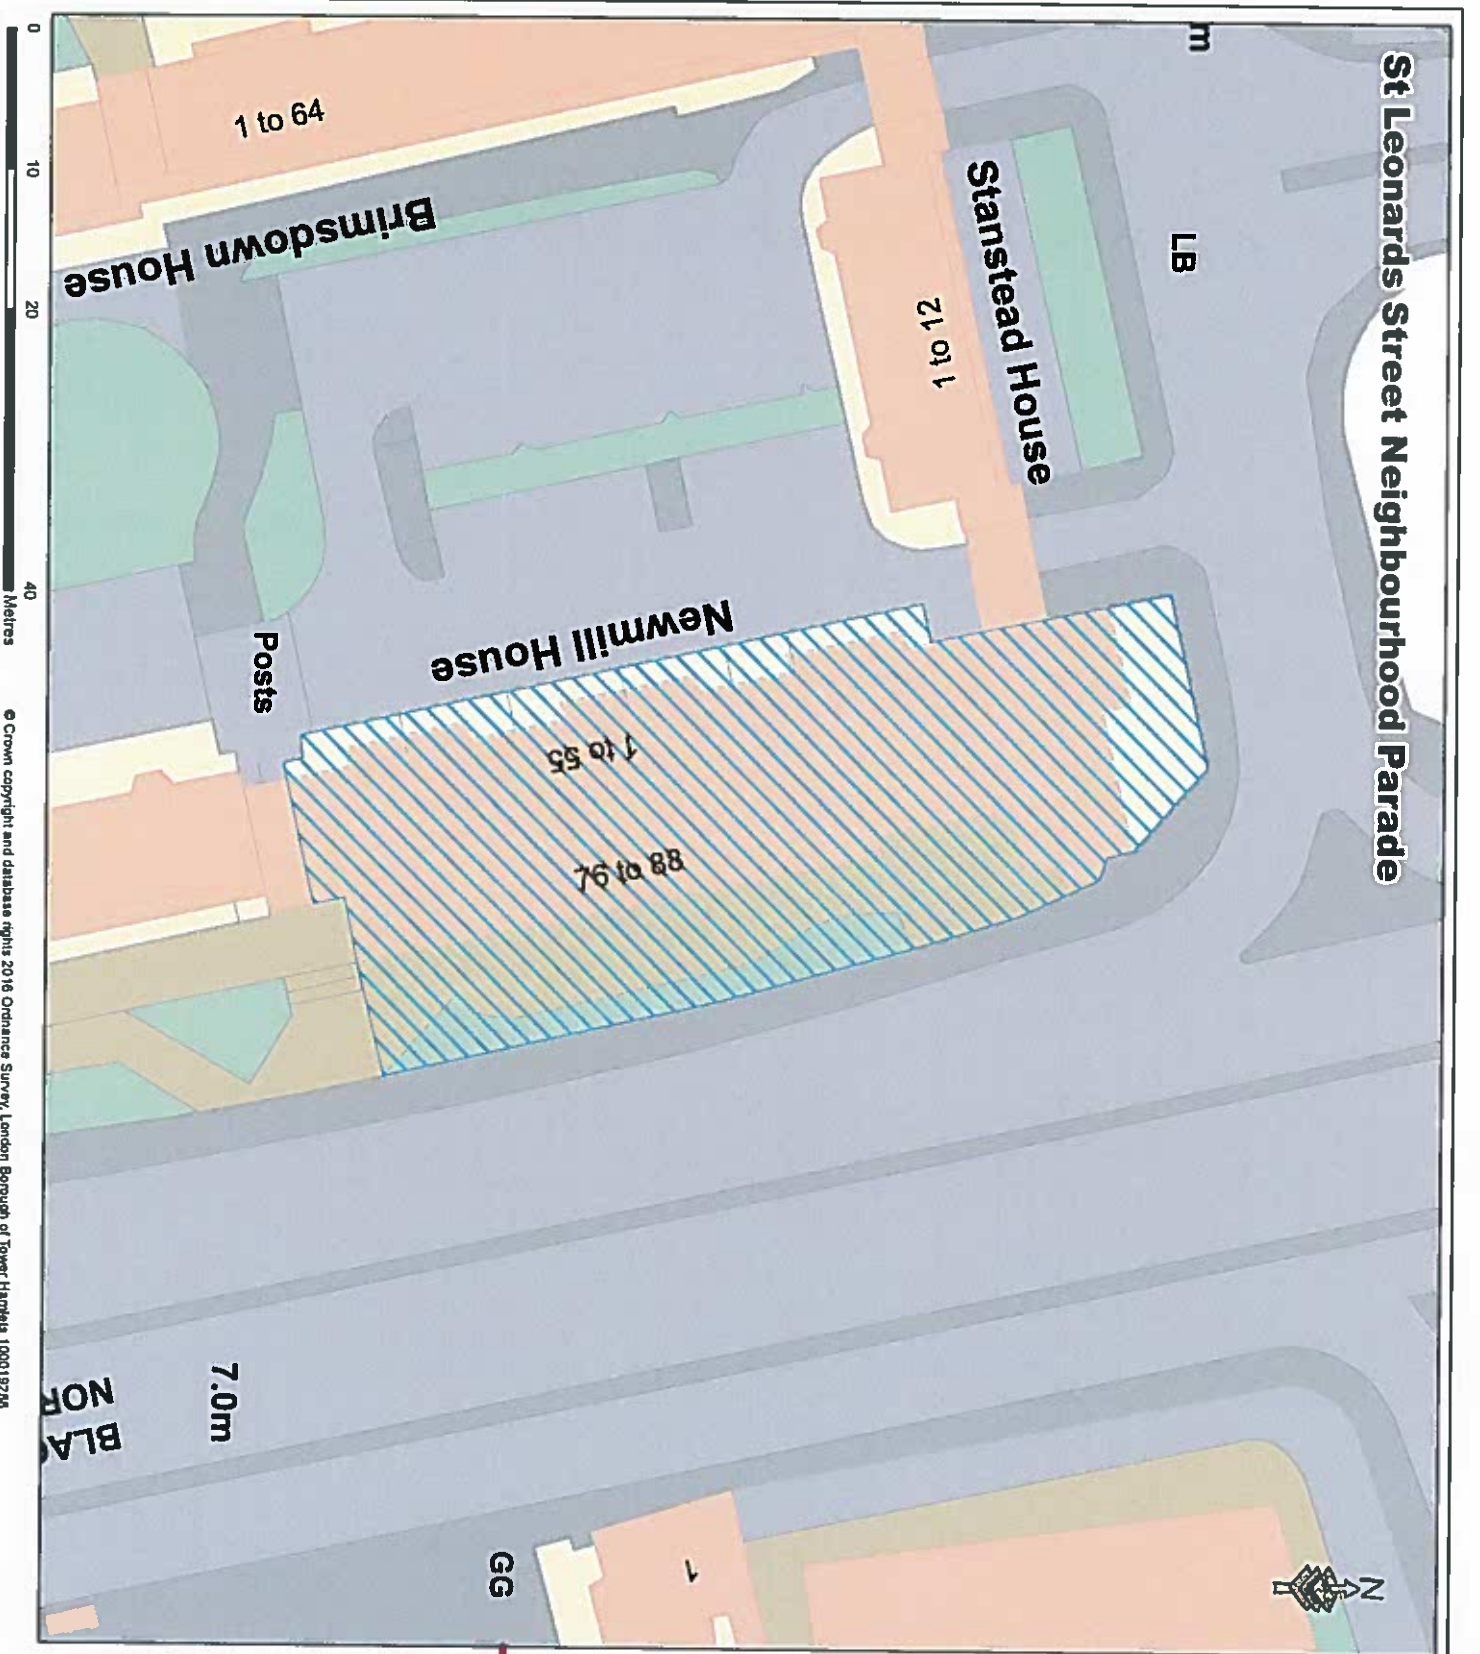 St Leonards Street Neighbourhood Parade
m
LB
Stanstead House
1 to 12
1 to 64
Brimsdown House
Newmill House
1 to 55
76 to 88
Posts
N
1
GG
7.0m
BLAC
NOR
0 10 20 40 Metres
© Crown copyright and database rights 2016 Ordnance Survey, London Borough of Tower Hamlets 100019288